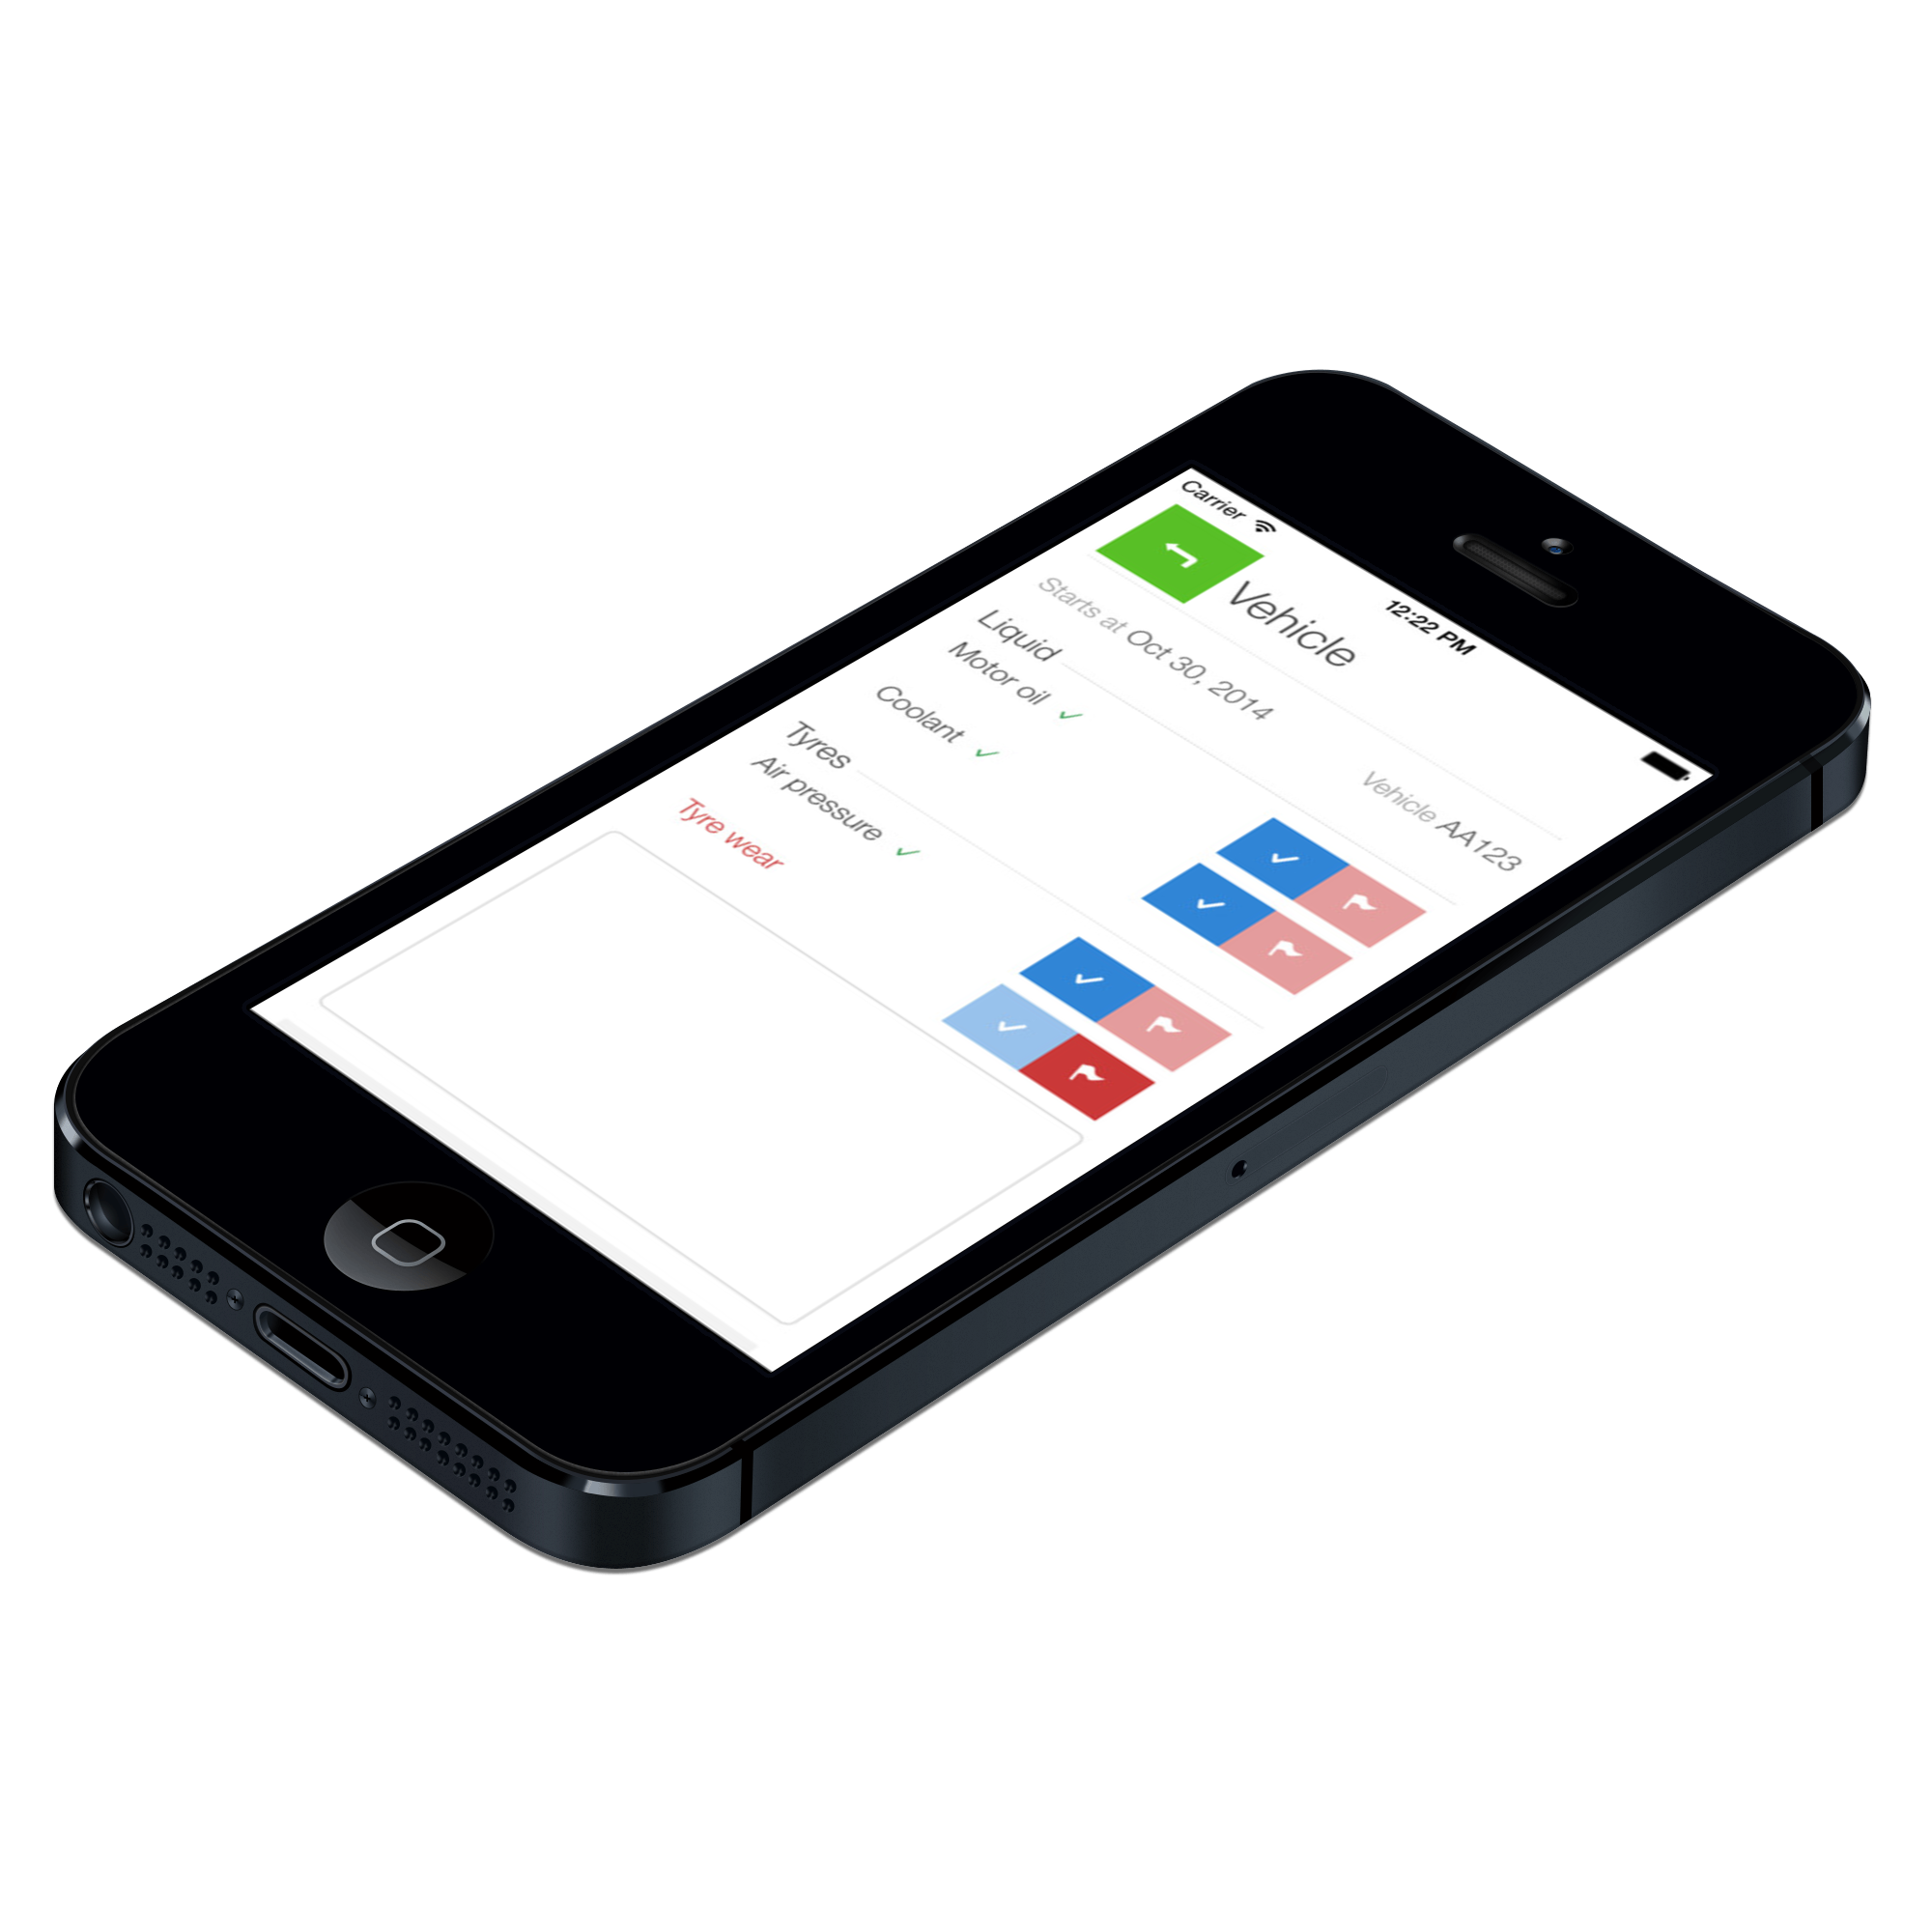 Carrier 12:22 PM
Vehicle
Starts at Oct 30, 2014 Vehicle AA123
Liquid
Motor oil
Coolant
Tyres
Air pressure
Tyre wear